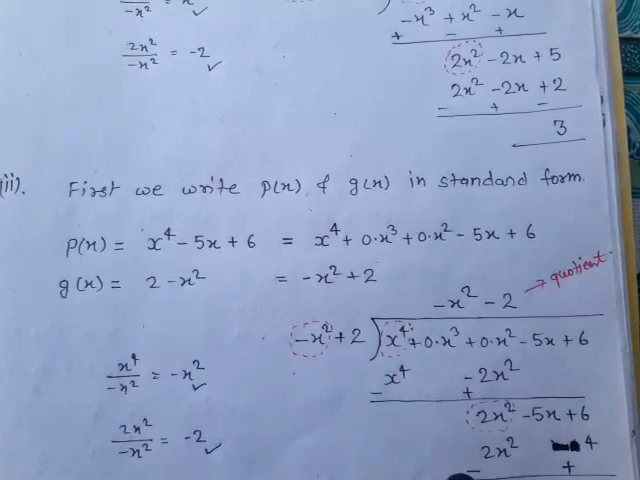 -x³ + x² - x
+ - +
2x²/-x² = -2 ✓
2x² - 2x + 5
2x² - 2x + 2
- + -
3
(ii). First we write p(x) & g(x) in standard form.
p(x) = x⁴ - 5x + 6 = x⁴ + 0·x³ + 0·x² - 5x + 6
g(x) = 2 - x² = -x² + 2
-x² - 2 → quotient.
-x² + 2 ) x⁴ + 0·x³ + 0·x² - 5x + 6
x⁴/-x² = -x² ✓
x⁴ - 2x²
- +
2x² - 5x + 6
2x²/-x² = -2 ✓
2x² 4
- +